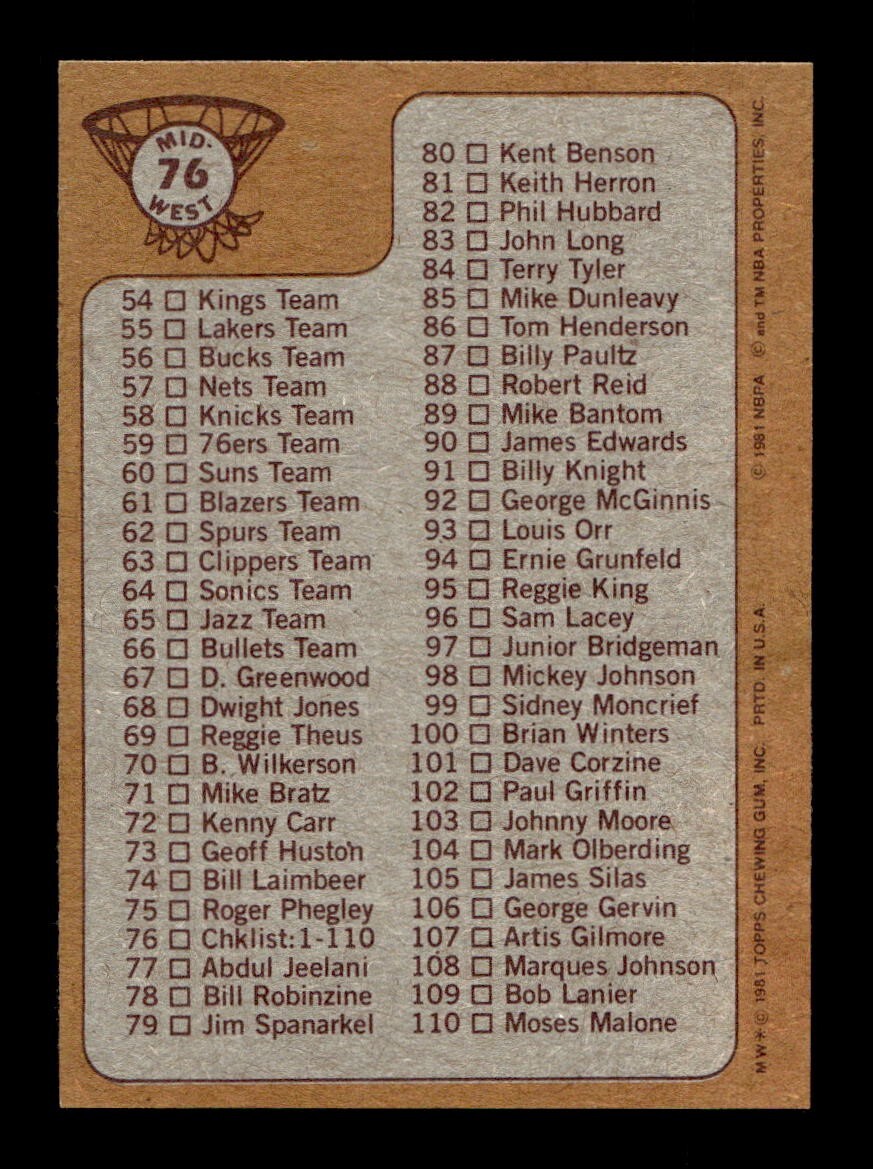 MID-
76
WEST
54 ☐ Kings Team
55 ☐ Lakers Team
56 ☐ Bucks Team
57 ☐ Nets Team
58 ☐ Knicks Team
59 ☐ 76ers Team
60 ☐ Suns Team
61 ☐ Blazers Team
62 ☐ Spurs Team
63 ☐ Clippers Team
64 ☐ Sonics Team
65 ☐ Jazz Team
66 ☐ Bullets Team
67 ☐ D. Greenwood
68 ☐ Dwight Jones
69 ☐ Reggie Theus
70 ☐ B. Wilkerson
71 ☐ Mike Bratz
72 ☐ Kenny Carr
73 ☐ Geoff Huston
74 ☐ Bill Laimbeer
75 ☐ Roger Phegley
76 ☐ Chklist:1-110
77 ☐ Abdul Jeelani
78 ☐ Bill Robinzine
79 ☐ Jim Spanarkel
80 ☐ Kent Benson
81 ☐ Keith Herron
82 ☐ Phil Hubbard
83 ☐ John Long
84 ☐ Terry Tyler
85 ☐ Mike Dunleavy
86 ☐ Tom Henderson
87 ☐ Billy Paultz
88 ☐ Robert Reid
89 ☐ Mike Bantom
90 ☐ James Edwards
91 ☐ Billy Knight
92 ☐ George McGinnis
93 ☐ Louis Orr
94 ☐ Ernie Grunfeld
95 ☐ Reggie King
96 ☐ Sam Lacey
97 ☐ Junior Bridgeman
98 ☐ Mickey Johnson
99 ☐ Sidney Moncrief
100 ☐ Brian Winters
101 ☐ Dave Corzine
102 ☐ Paul Griffin
103 ☐ Johnny Moore
104 ☐ Mark Olberding
105 ☐ James Silas
106 ☐ George Gervin
107 ☐ Artis Gilmore
108 ☐ Marques Johnson
109 ☐ Bob Lanier
110 ☐ Moses Malone
MW* © 1981 TOPPS CHEWING GUM, INC. PRTD. IN U.S.A. © 1981 NBPA © and TM NBA PROPERTIES, INC.